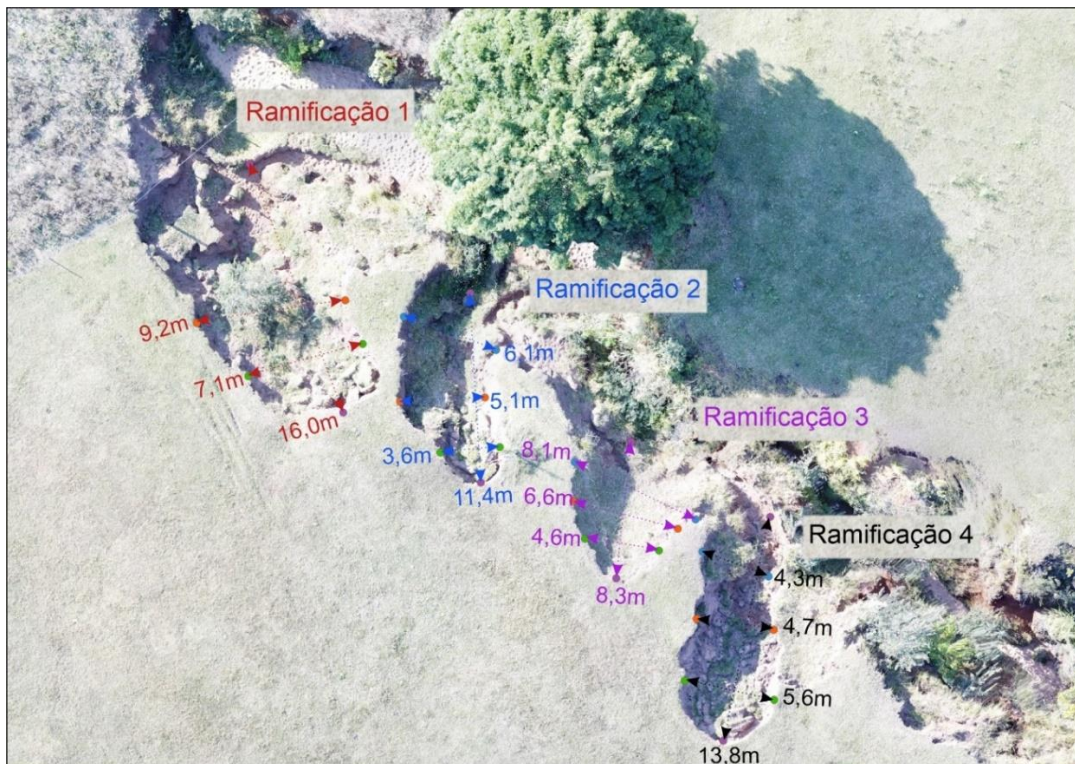 Ramificação 1
9,2m
7,1m
16,0m
Ramificação 2
6,1m
5,1m
3,6m
11,4m
Ramificação 3
8,1m
6,6m
4,6m
8,3m
Ramificação 4
4,3m
4,7m
5,6m
13,8m